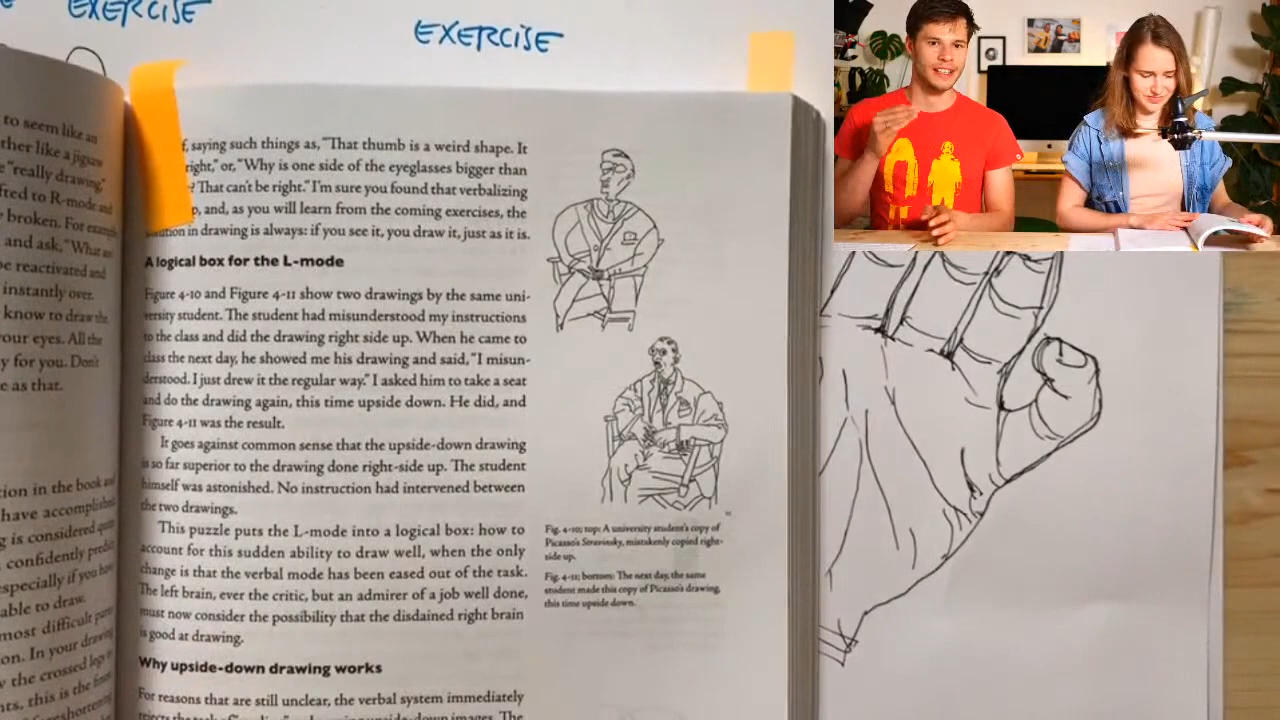 EXERCISE
EXERCISE
to seem like an
ther like a jigsaw
"really drawing,"
fted to R-mode and
broken. For example
and ask, "What
be reactivated and
instantly over.
know to draw the
your eyes. All the
y for you. Don't
e as that.
tion in the book and
have accomplished
g is considered quite
confidently predict
especially if you have
able to draw.
most difficult
on. In your drawing
the crossed legs
nts, this is the finest
foreshortening
f, saying such things as, "That thumb is a weird shape. It
right," or, "Why is one side of the eyeglasses bigger than
? That can't be right." I'm sure you found that verbalizing
p, and, as you will learn from the coming exercises, the
solution in drawing is always: if you see it, you draw it, just as it is.
A logical box for the L-mode
Figure 4-10 and Figure 4-11 show two drawings by the same uni-
versity student. The student had misunderstood my instructions
to the class and did the drawing right side up. When he came to
class the next day, he showed me his drawing and said, "I misun-
derstood. I just drew it the regular way." I asked him to take a seat
and do the drawing again, this time upside down. He did, and
Figure 4-11 was the result.
It goes against common sense that the upside-down drawing
is so far superior to the drawing done right-side up. The student
himself was astonished. No instruction had intervened between
the two drawings.
This puzzle puts the L-mode into a logical box: how to
account for this sudden ability to draw well, when the only
change is that the verbal mode has been eased out of the task.
The left brain, ever the critic, but an admirer of a job well done,
must now consider the possibility that the disdained right brain
is good at drawing.
Why upside-down drawing works
For reasons that are still unclear, the verbal system immediately
rejects the task of
upside-down images. The
Fig. 4-10; top: A university student's copy of
Picasso's Stravinsky, mistakenly copied right-
side up.
Fig. 4-11; bottom: The next day, the same
student made this copy of Picasso's drawing,
this time upside down.